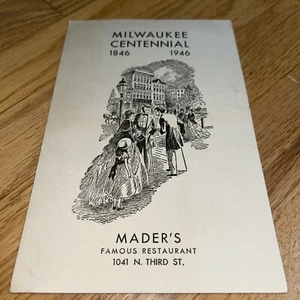 MILWAUKEE
CENTENNIAL
1846 1946
MADER'S
FAMOUS RESTAURANT
1041 N. THIRD ST.